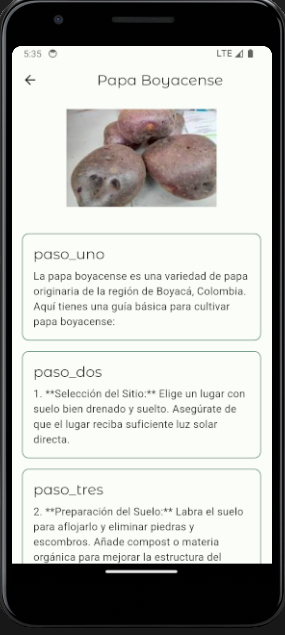 5:35 LTE
Papa Boyacense
paso_uno
La papa boyacense es una variedad de papa
originaria de la región de Boyacá, Colombia.
Aquí tienes una guía básica para cultivar
papa boyacense:
paso_dos
1. **Selección del Sitio:** Elige un lugar con
suelo bien drenado y suelto. Asegúrate de
que el lugar reciba suficiente luz solar
directa.
paso_tres
2. **Preparación del Suelo:** Labra el suelo
para aflojarlo y eliminar piedras y
escombros. Añade compost o materia
orgánica para mejorar la estructura del